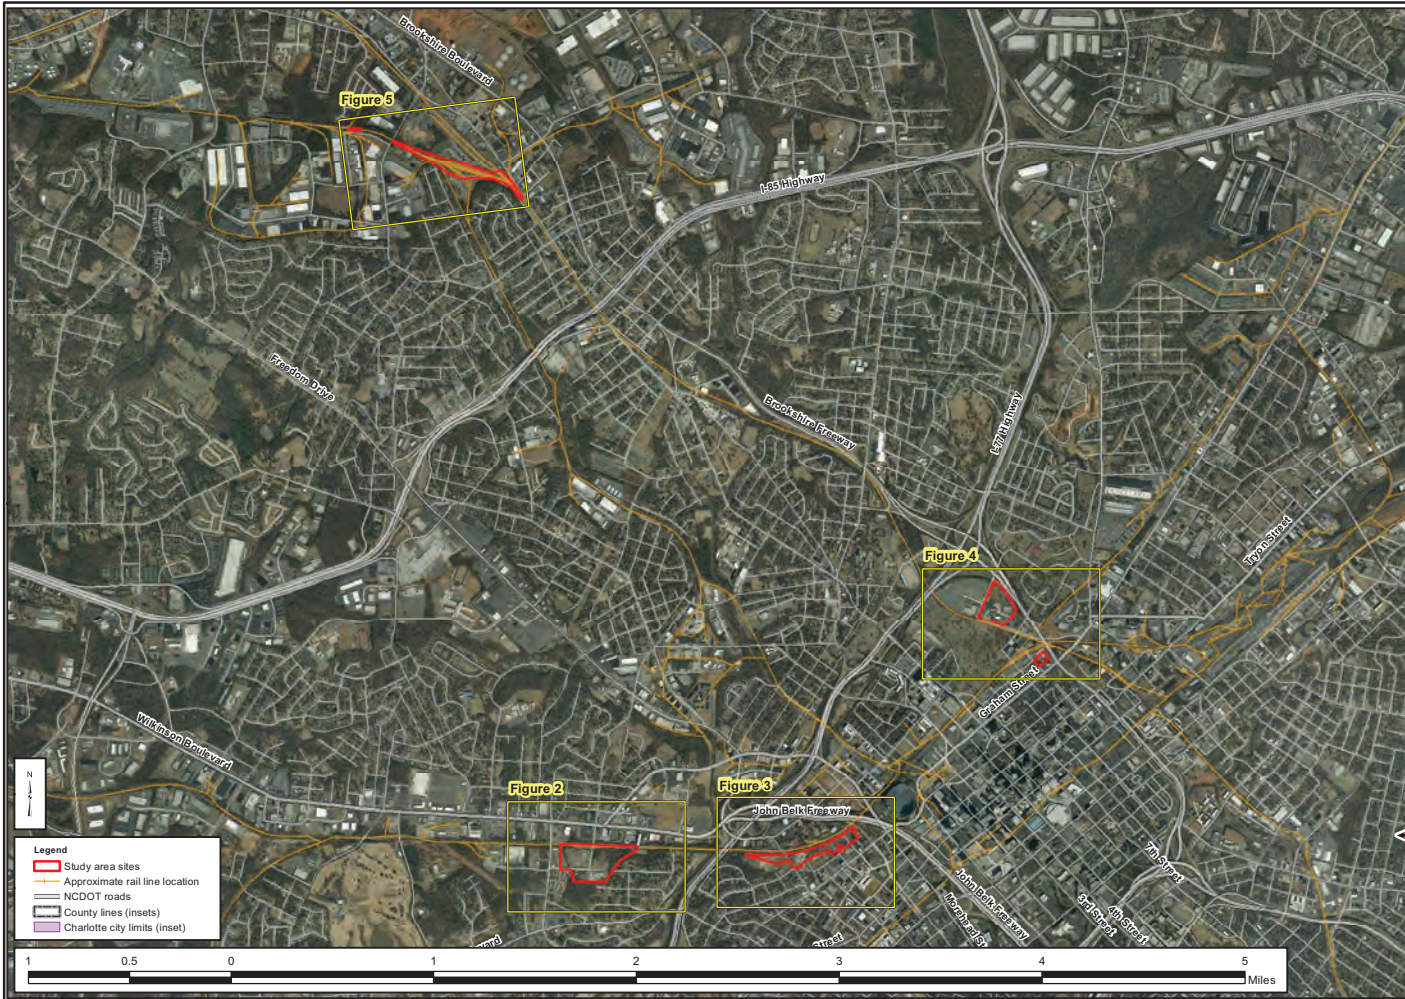 Brookshire Boulevard
Figure 5
I-85 Highway
Freedom Drive
Brookshire Freeway
I-77 Highway
Tryon Street
Figure 4
Graham Street
Wilkinson Boulevard
Figure 2
Figure 3
John Belk Freeway
7th Street
John Belk Freeway
Morehead St
3rd Street
4th Street
Street
N
Legend
Study area sites
Approximate rail line location
NCDOT roads
County lines (insets)
Charlotte city limits (inset)
1 0.5 0 1 2 3 4 5
Miles